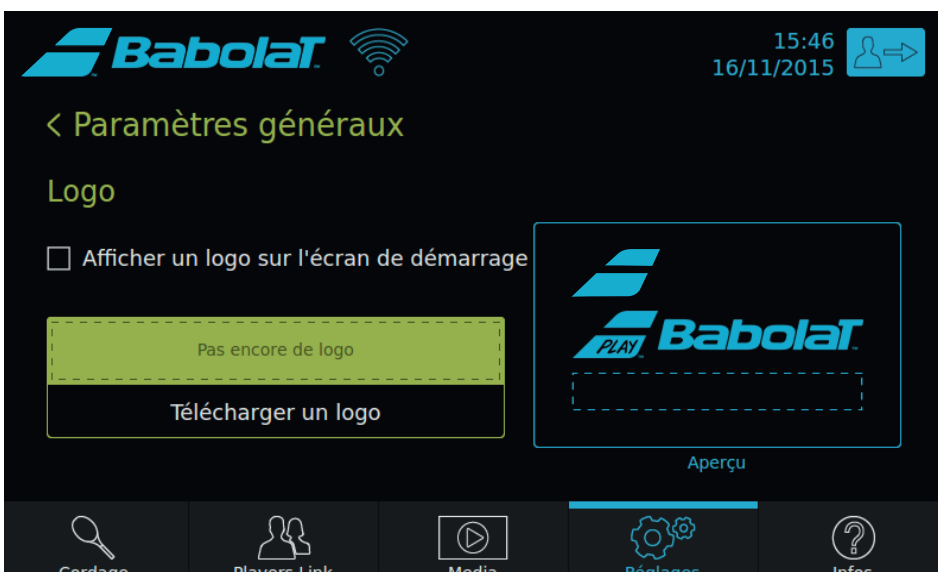 BabolaT
15:46
16/11/2015
< Paramètres généraux
Logo
Afficher un logo sur l'écran de démarrage
Pas encore de logo
Télécharger un logo
PLAY BabolaT
Aperçu
Cordage
Players Link
Media
Réglages
Infos